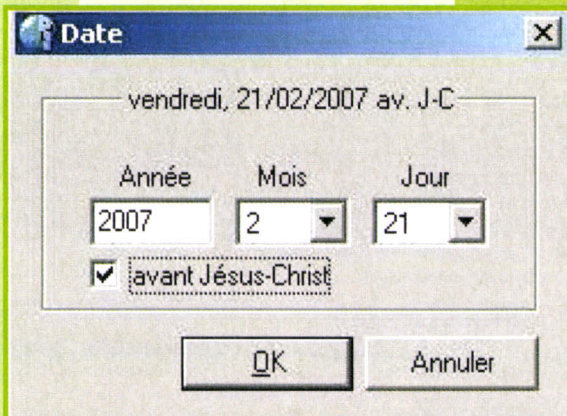 Date
vendredi, 21/02/2007 av. J-C
Année Mois Jour
2007 2 21
avant Jésus-Christ
OK Annuler